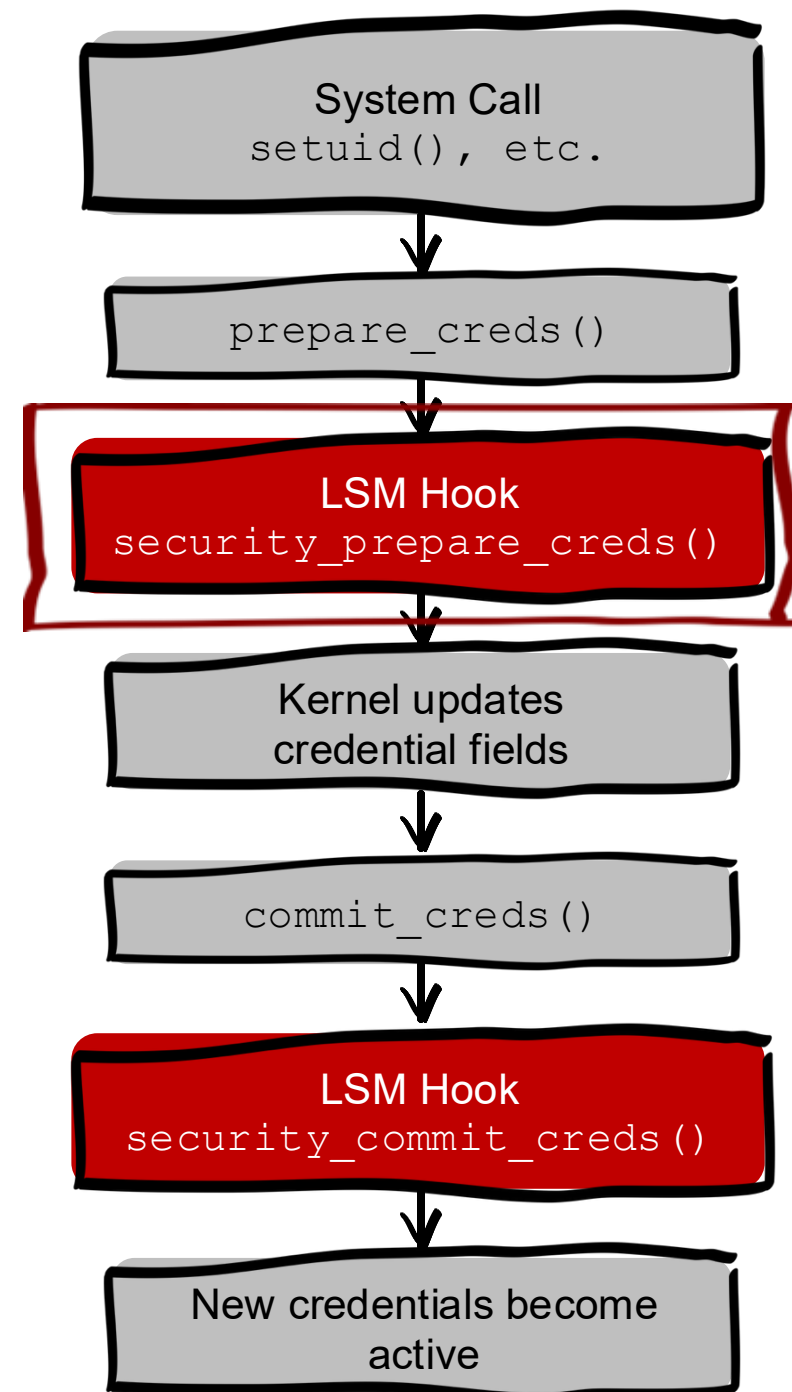 System Call
setuid(), etc.
prepare_creds()
LSM Hook
security_prepare_creds()
Kernel updates
credential fields
commit_creds()
LSM Hook
security_commit_creds()
New credentials become
active